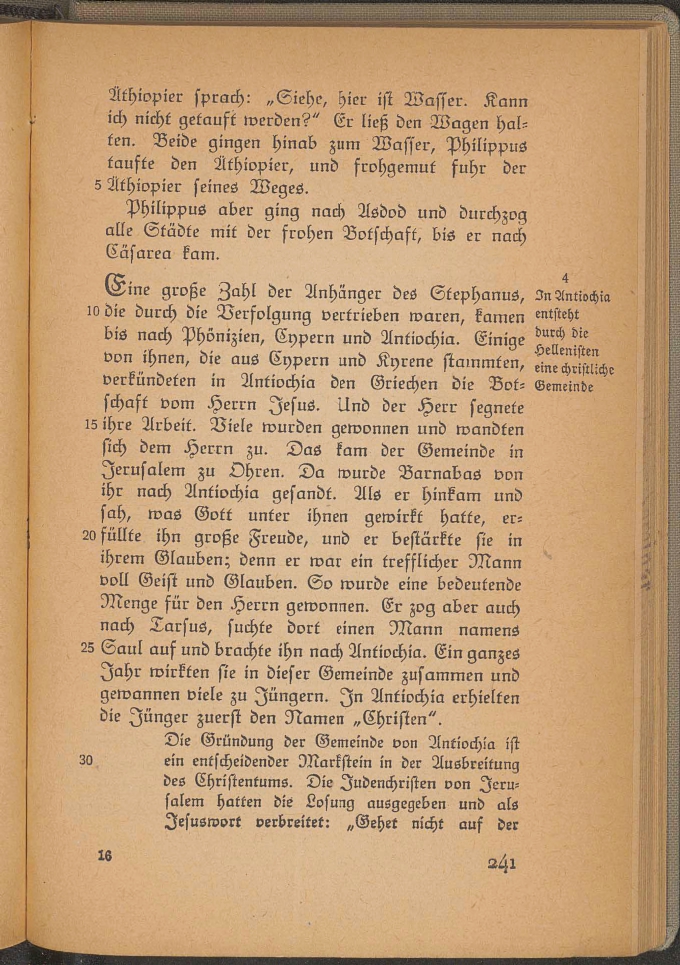 Äthiopier sprach: „Siehe, hier ist Wasser. Kann
ich nicht getauft werden?“ Er ließ den Wagen hal-
ten. Beide gingen hinab zum Wasser, Philippus
taufte den Äthiopier, und frohgemut fuhr der
5 Äthiopier seines Weges.
Philippus aber ging nach Asdod und durchzog
alle Städte mit der frohen Botschaft, bis er nach
Cäsarea kam.
Eine große Zahl der Anhänger des Stephanus,
10 die durch die Verfolgung vertrieben waren, kamen
bis nach Phönizien, Cypern und Antiochia. Einige
von ihnen, die aus Cypern und Kyrene stammten,
verkündeten in Antiochia den Griechen die Bot-
schaft vom Herrn Jesus. Und der Herr segnete
15 ihre Arbeit. Viele wurden gewonnen und wandten
sich dem Herrn zu. Das kam der Gemeinde in
Jerusalem zu Ohren. Da wurde Barnabas von
ihr nach Antiochia gesandt. Als er hinkam und
sah, was Gott unter ihnen gewirkt hatte, er-
20 füllte ihn große Freude, und er bestärkte sie in
ihrem Glauben; denn er war ein trefflicher Mann
voll Geist und Glauben. So wurde eine bedeutende
Menge für den Herrn gewonnen. Er zog aber auch
nach Tarsus, suchte dort einen Mann namens
25 Saul auf und brachte ihn nach Antiochia. Ein ganzes
Jahr wirkten sie in dieser Gemeinde zusammen und
gewannen viele zu Jüngern. In Antiochia erhielten
die Jünger zuerst den Namen „Christen“.
4
In Antiochia
entsteht
durch die
Hellenisten
eine christliche
Gemeinde
Die Gründung der Gemeinde von Antiochia ist
30 ein entscheidender Markstein in der Ausbreitung
des Christentums. Die Judenchristen von Jeru-
salem hatten die Losung ausgegeben und als
Jesuswort verbreitet: „Gehet nicht auf der
16
241